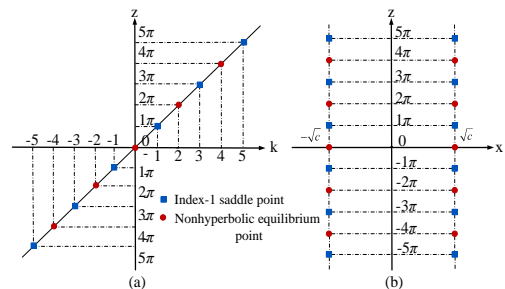 z
5π
4π
3π
2π
1π
-5 -4 -3 -2 -1 0
1 2 3 4 5 k
-
1π
2π
3π
4π
5π
Index-1 saddle point
Nonhyperbolic equilibrium
point
(a)
z
5π
4π
3π
2π
1π
-√c 0 √c
x
-1π
-2π
-3π
-4π
-5π
(b)